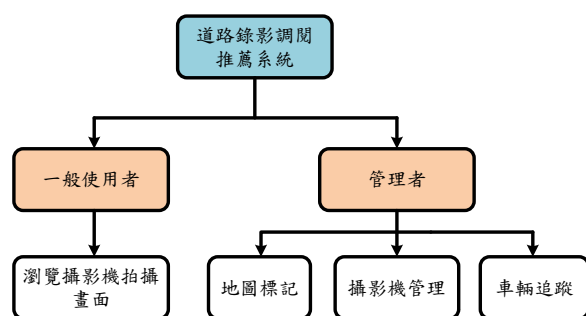 道路錄影調閱
推薦系統
一般使用者
管理者
瀏覽攝影機拍攝
畫面
地圖標記
攝影機管理
車輛追蹤